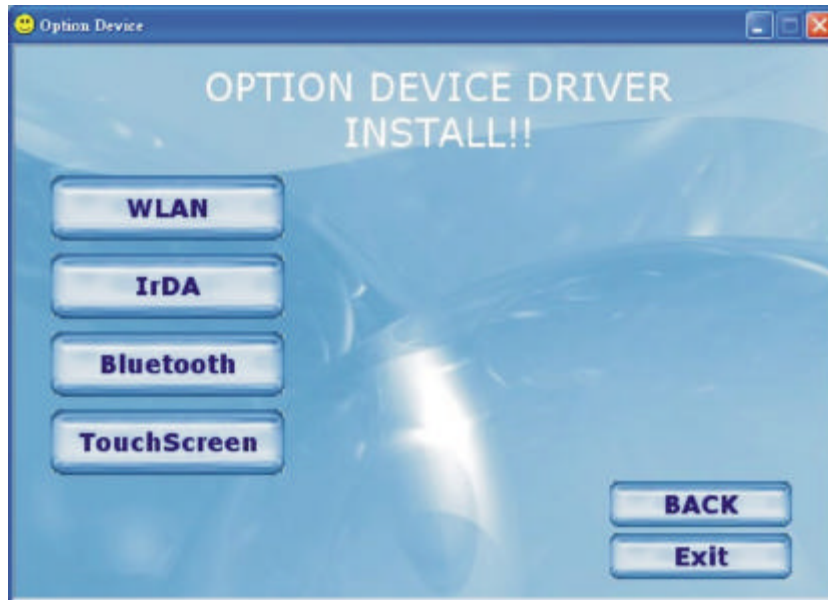 Option Device
OPTION DEVICE DRIVER
INSTALL!!
WLAN
IrDA
Bluetooth
TouchScreen
BACK
Exit